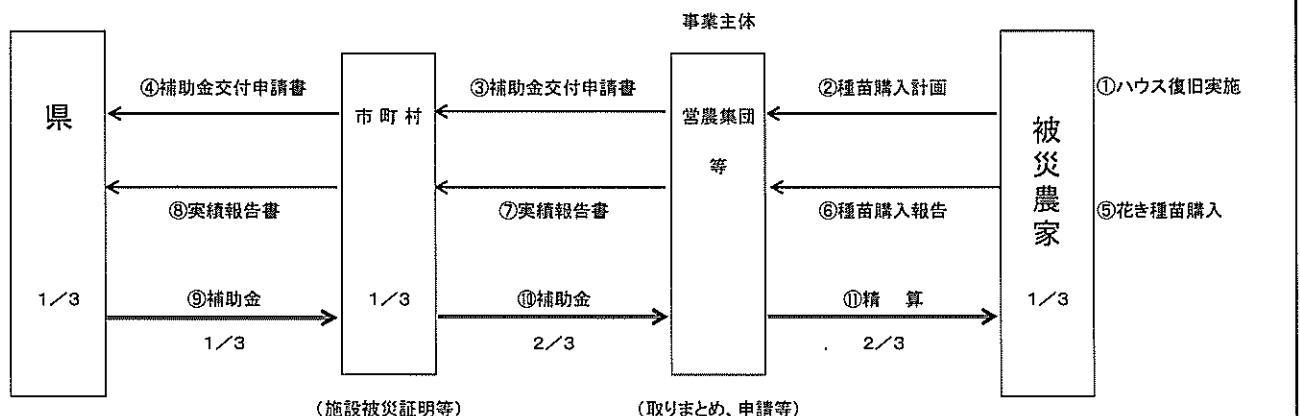 事業主体
④補助金交付申請書 ③補助金交付申請書 ②種苗購入計画 ①ハウス復旧実施
県 市町村 営農集団等 被災農家
⑧実績報告書 ⑦実績報告書 ⑥種苗購入報告 ⑤花き種苗購入
1/3 ⑨補助金 1/3 ⑩補助金 ⑪精 算 1/3
1/3 2/3 2/3
(施設被災証明等) (取りまとめ、申請等)